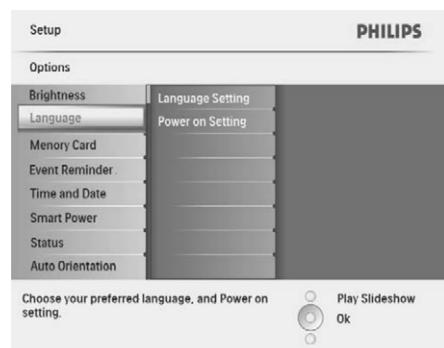 Setup PHILIPS
Options
Brightness
Language
Menory Card
Event Reminder
Time and Date
Smart Power
Status
Auto Orientation
Language Setting
Power on Setting
Choose your preferred language, and Power on
setting.
Play Slideshow
Ok